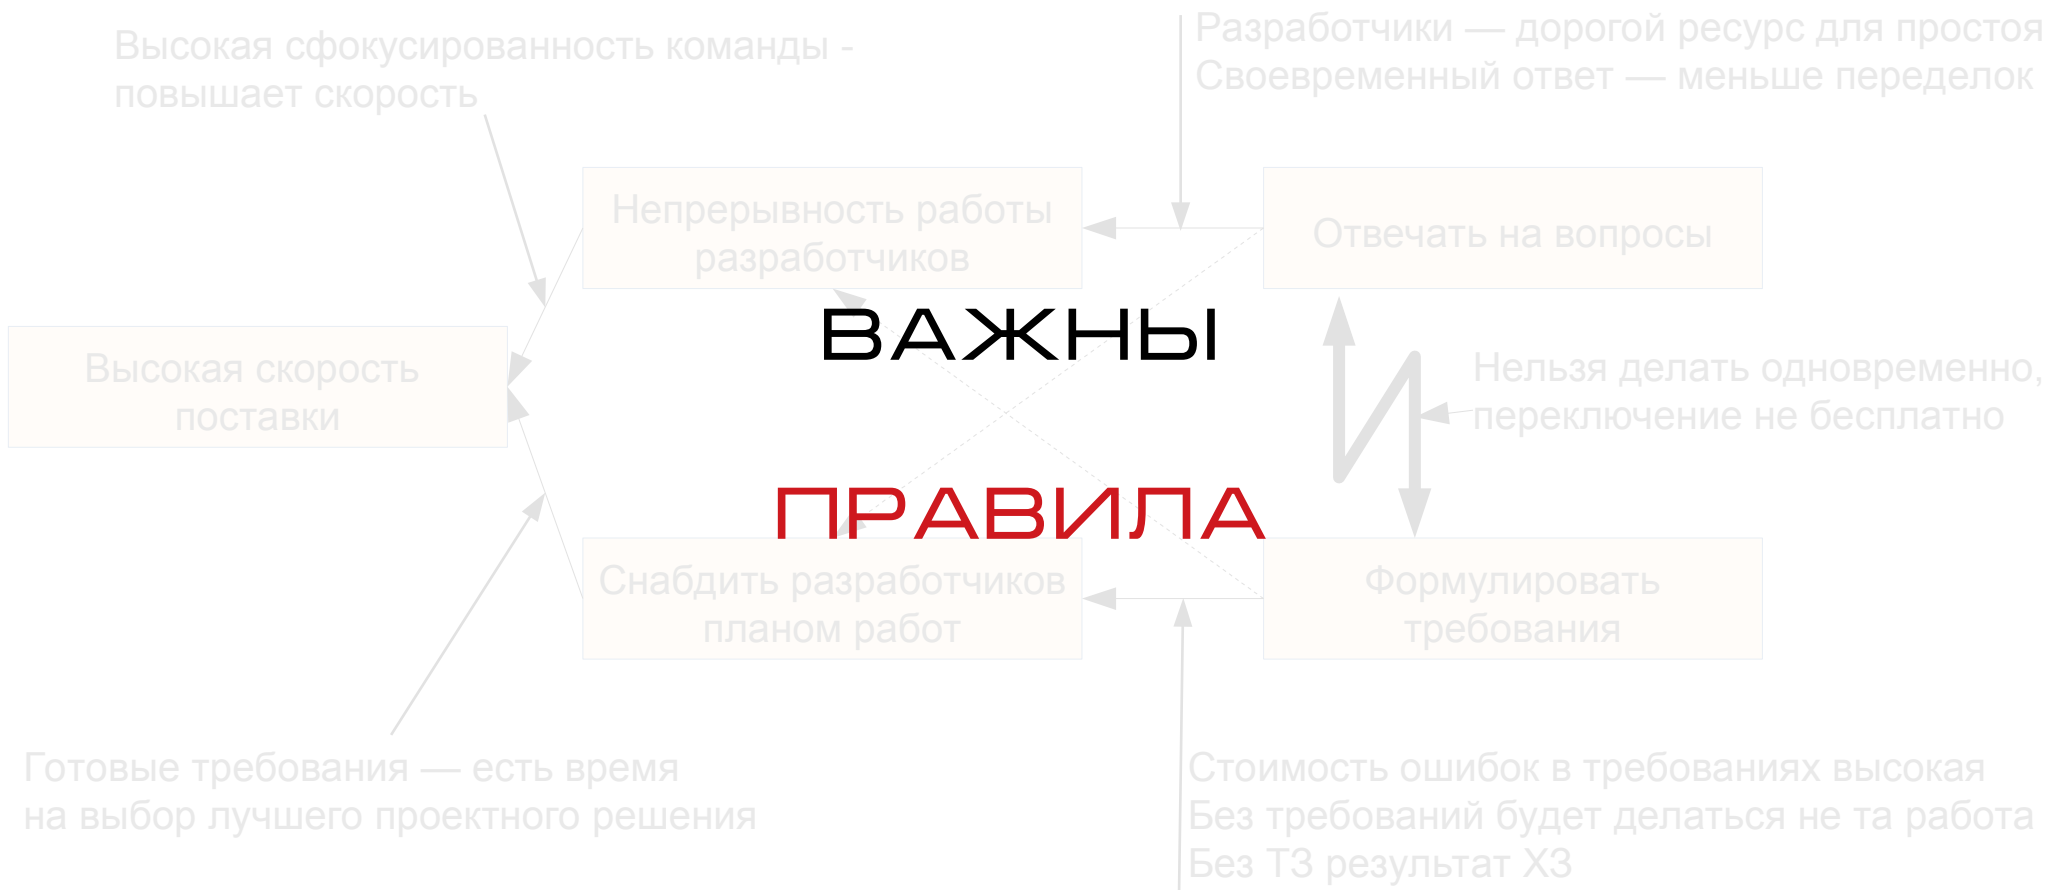 Высокая сфокусированность команды -
повышает скорость
Разработчики — дорогой ресурс для простоя
Своевременный ответ — меньше переделок
Непрерывность работы
разработчиков
Отвечать на вопросы
ВАЖНЫ
Высокая скорость
поставки
Нельзя делать одновременно,
переключение не бесплатно
ПРАВИЛА
Снабдить разработчиков
планом работ
Формулировать
требования
Готовые требования — есть время
на выбор лучшего проектного решения
Стоимость ошибок в требованиях высокая
Без требований будет делаться не та работа
Без ТЗ результат ХЗ